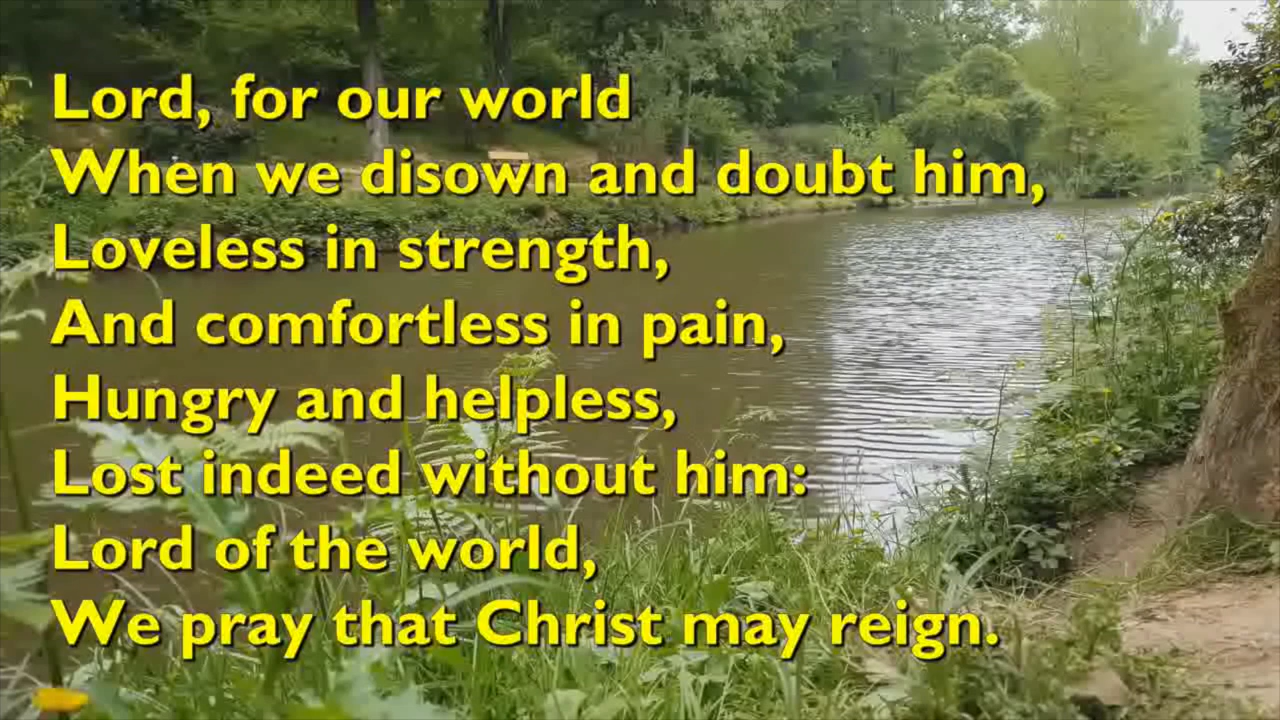 Lord, for our world
When we disown and doubt him,
Loveless in strength,
And comfortless in pain,
Hungry and helpless,
Lost indeed without him:
Lord of the world,
We pray that Christ may reign.